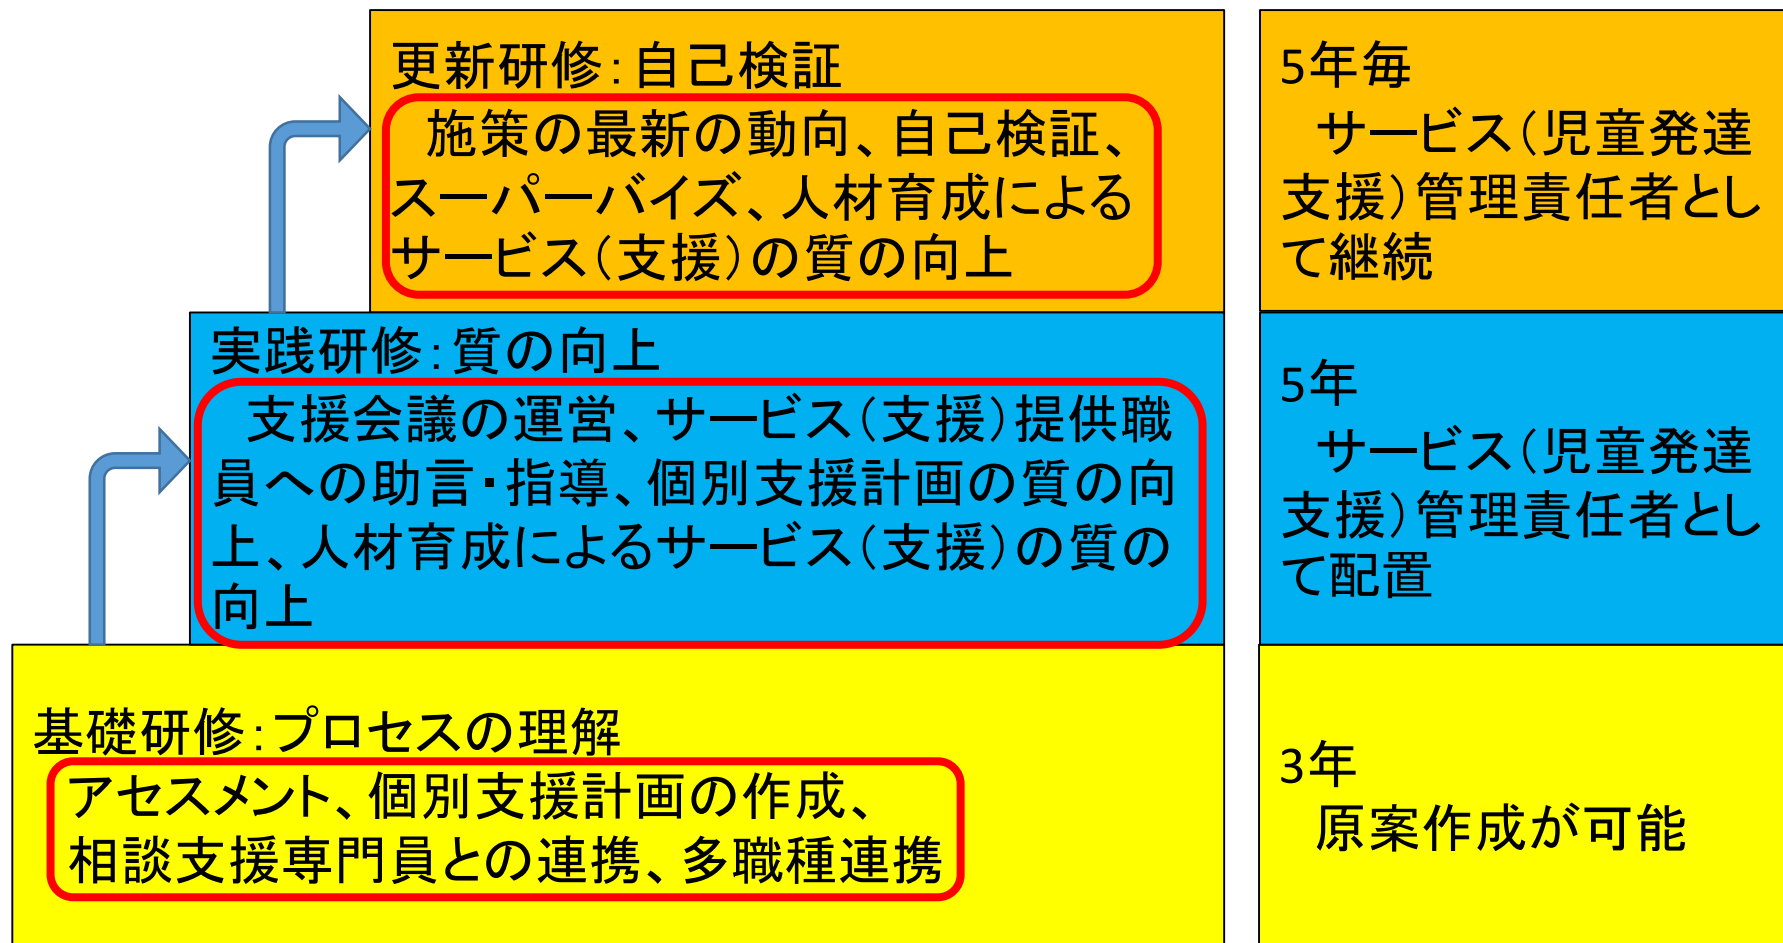 更新研修：自己検証
施策の最新の動向、自己検証、
スーパーバイズ、人材育成による
サービス（支援）の質の向上
5年毎
サービス（児童発達
支援）管理責任者とし
て継続
実践研修：質の向上
支援会議の運営、サービス（支援）提供職
員への助言・指導、個別支援計画の質の向
上、人材育成によるサービス（支援）の質の
向上
5年
サービス（児童発達
支援）管理責任者とし
て配置
基礎研修：プロセスの理解
アセスメント、個別支援計画の作成、
相談支援専門員との連携、多職種連携
3年
原案作成が可能